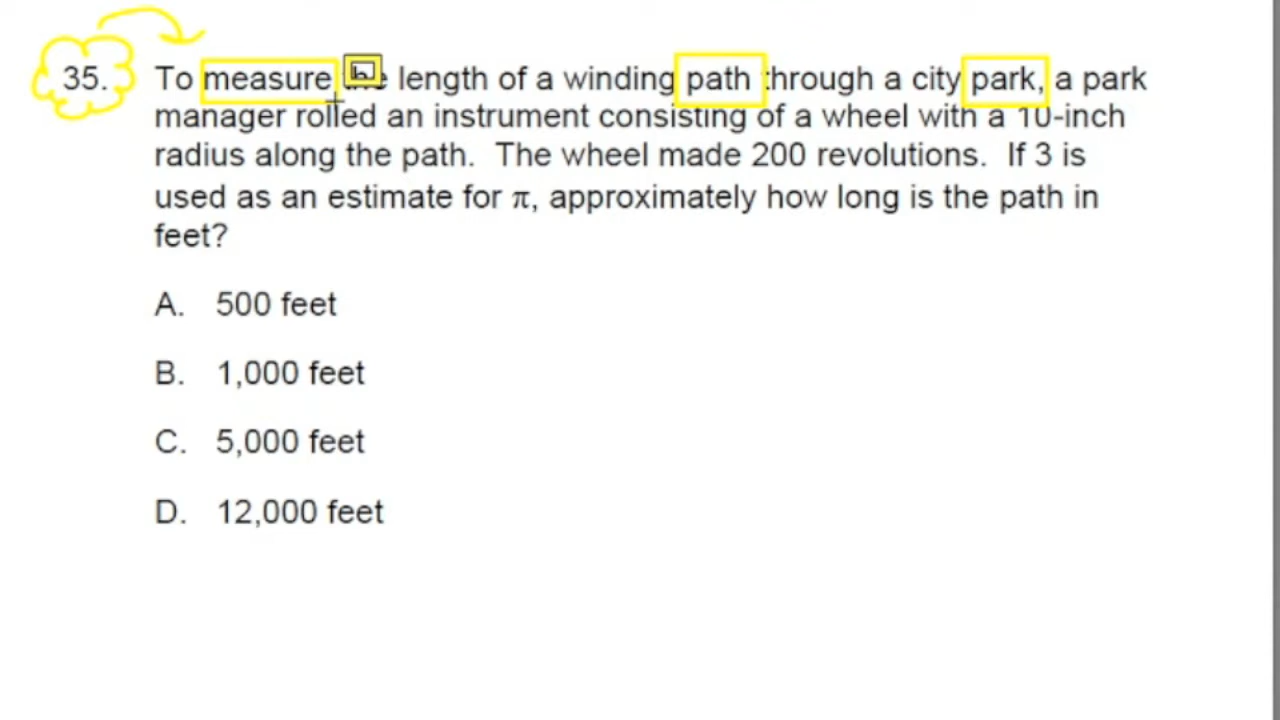 35. To measure the length of a winding path through a city park, a park
manager rolled an instrument consisting of a wheel with a 10-inch
radius along the path. The wheel made 200 revolutions. If 3 is
used as an estimate for π, approximately how long is the path in
feet?
A. 500 feet
B. 1,000 feet
C. 5,000 feet
D. 12,000 feet